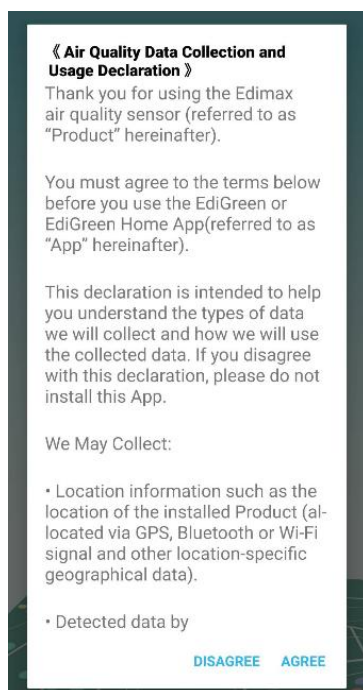 《 Air Quality Data Collection and
Usage Declaration 》
Thank you for using the Edimax
air quality sensor (referred to as
“Product” hereinafter).
You must agree to the terms below
before you use the EdiGreen or
EdiGreen Home App(referred to as
“App” hereinafter).
This declaration is intended to help
you understand the types of data
we will collect and how we will use
the collected data. If you disagree
with this declaration, please do not
install this App.
We May Collect:
• Location information such as the
location of the installed Product (al-
located via GPS, Bluetooth or Wi-Fi
signal and other location-specific
geographical data).
• Detected data by
DISAGREE AGREE